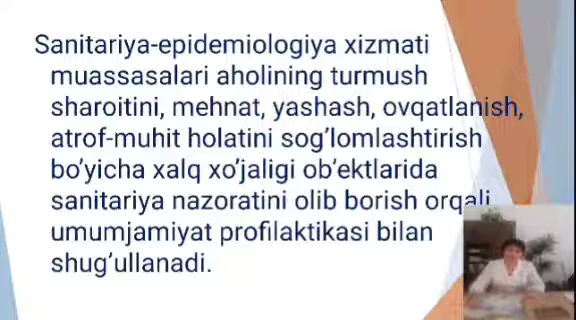 Sanitariya-epidemiologiya xizmati
muassasalari aholining turmush
sharoitini, mehnat, yashash, ovqatlanish,
atrof-muhit holatini sog’lomlashtirish
bo’yicha xalq xo’jaligi ob’ektlarida
sanitariya nazoratini olib borish orqali
umumjamiyat profilaktikasi bilan
shug’ullanadi.